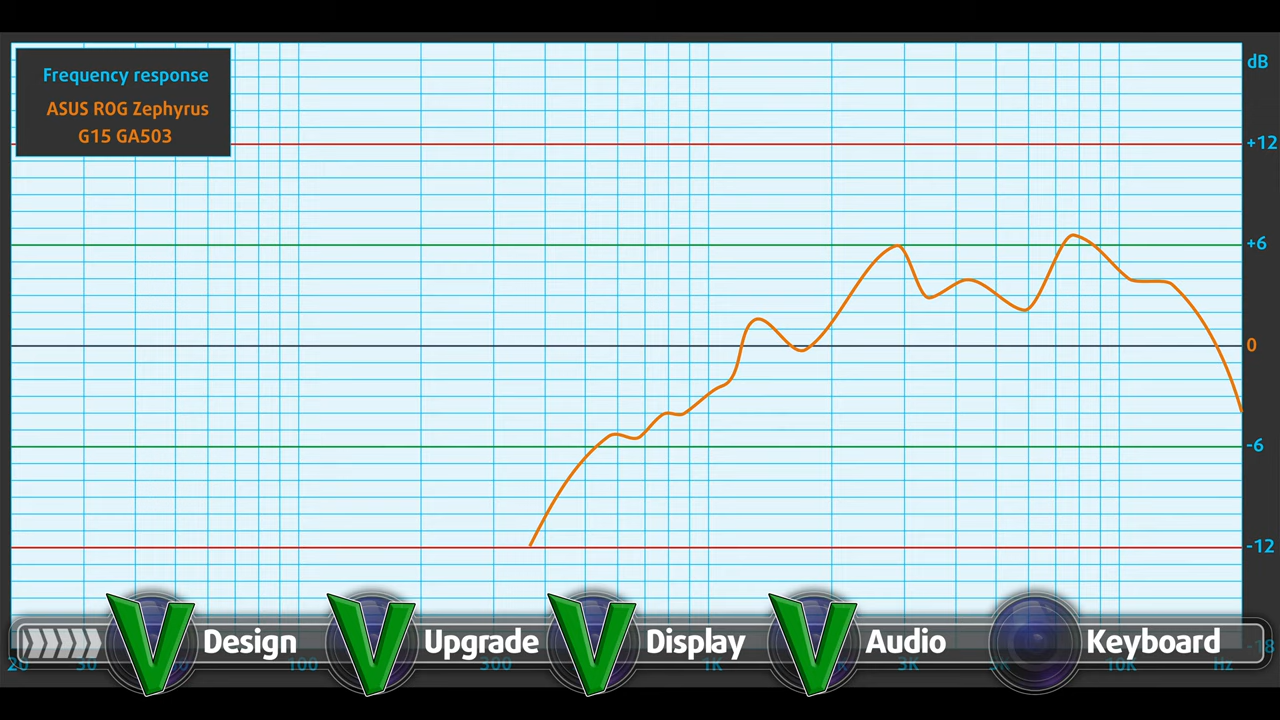 Frequency response
ASUS ROG Zephyrus
G15 GA503
dB
+12
+6
0
-6
-12
-18
Design
Upgrade
Display
Audio
Keyboard
20 30 100 300 1K 3K 10K Hz